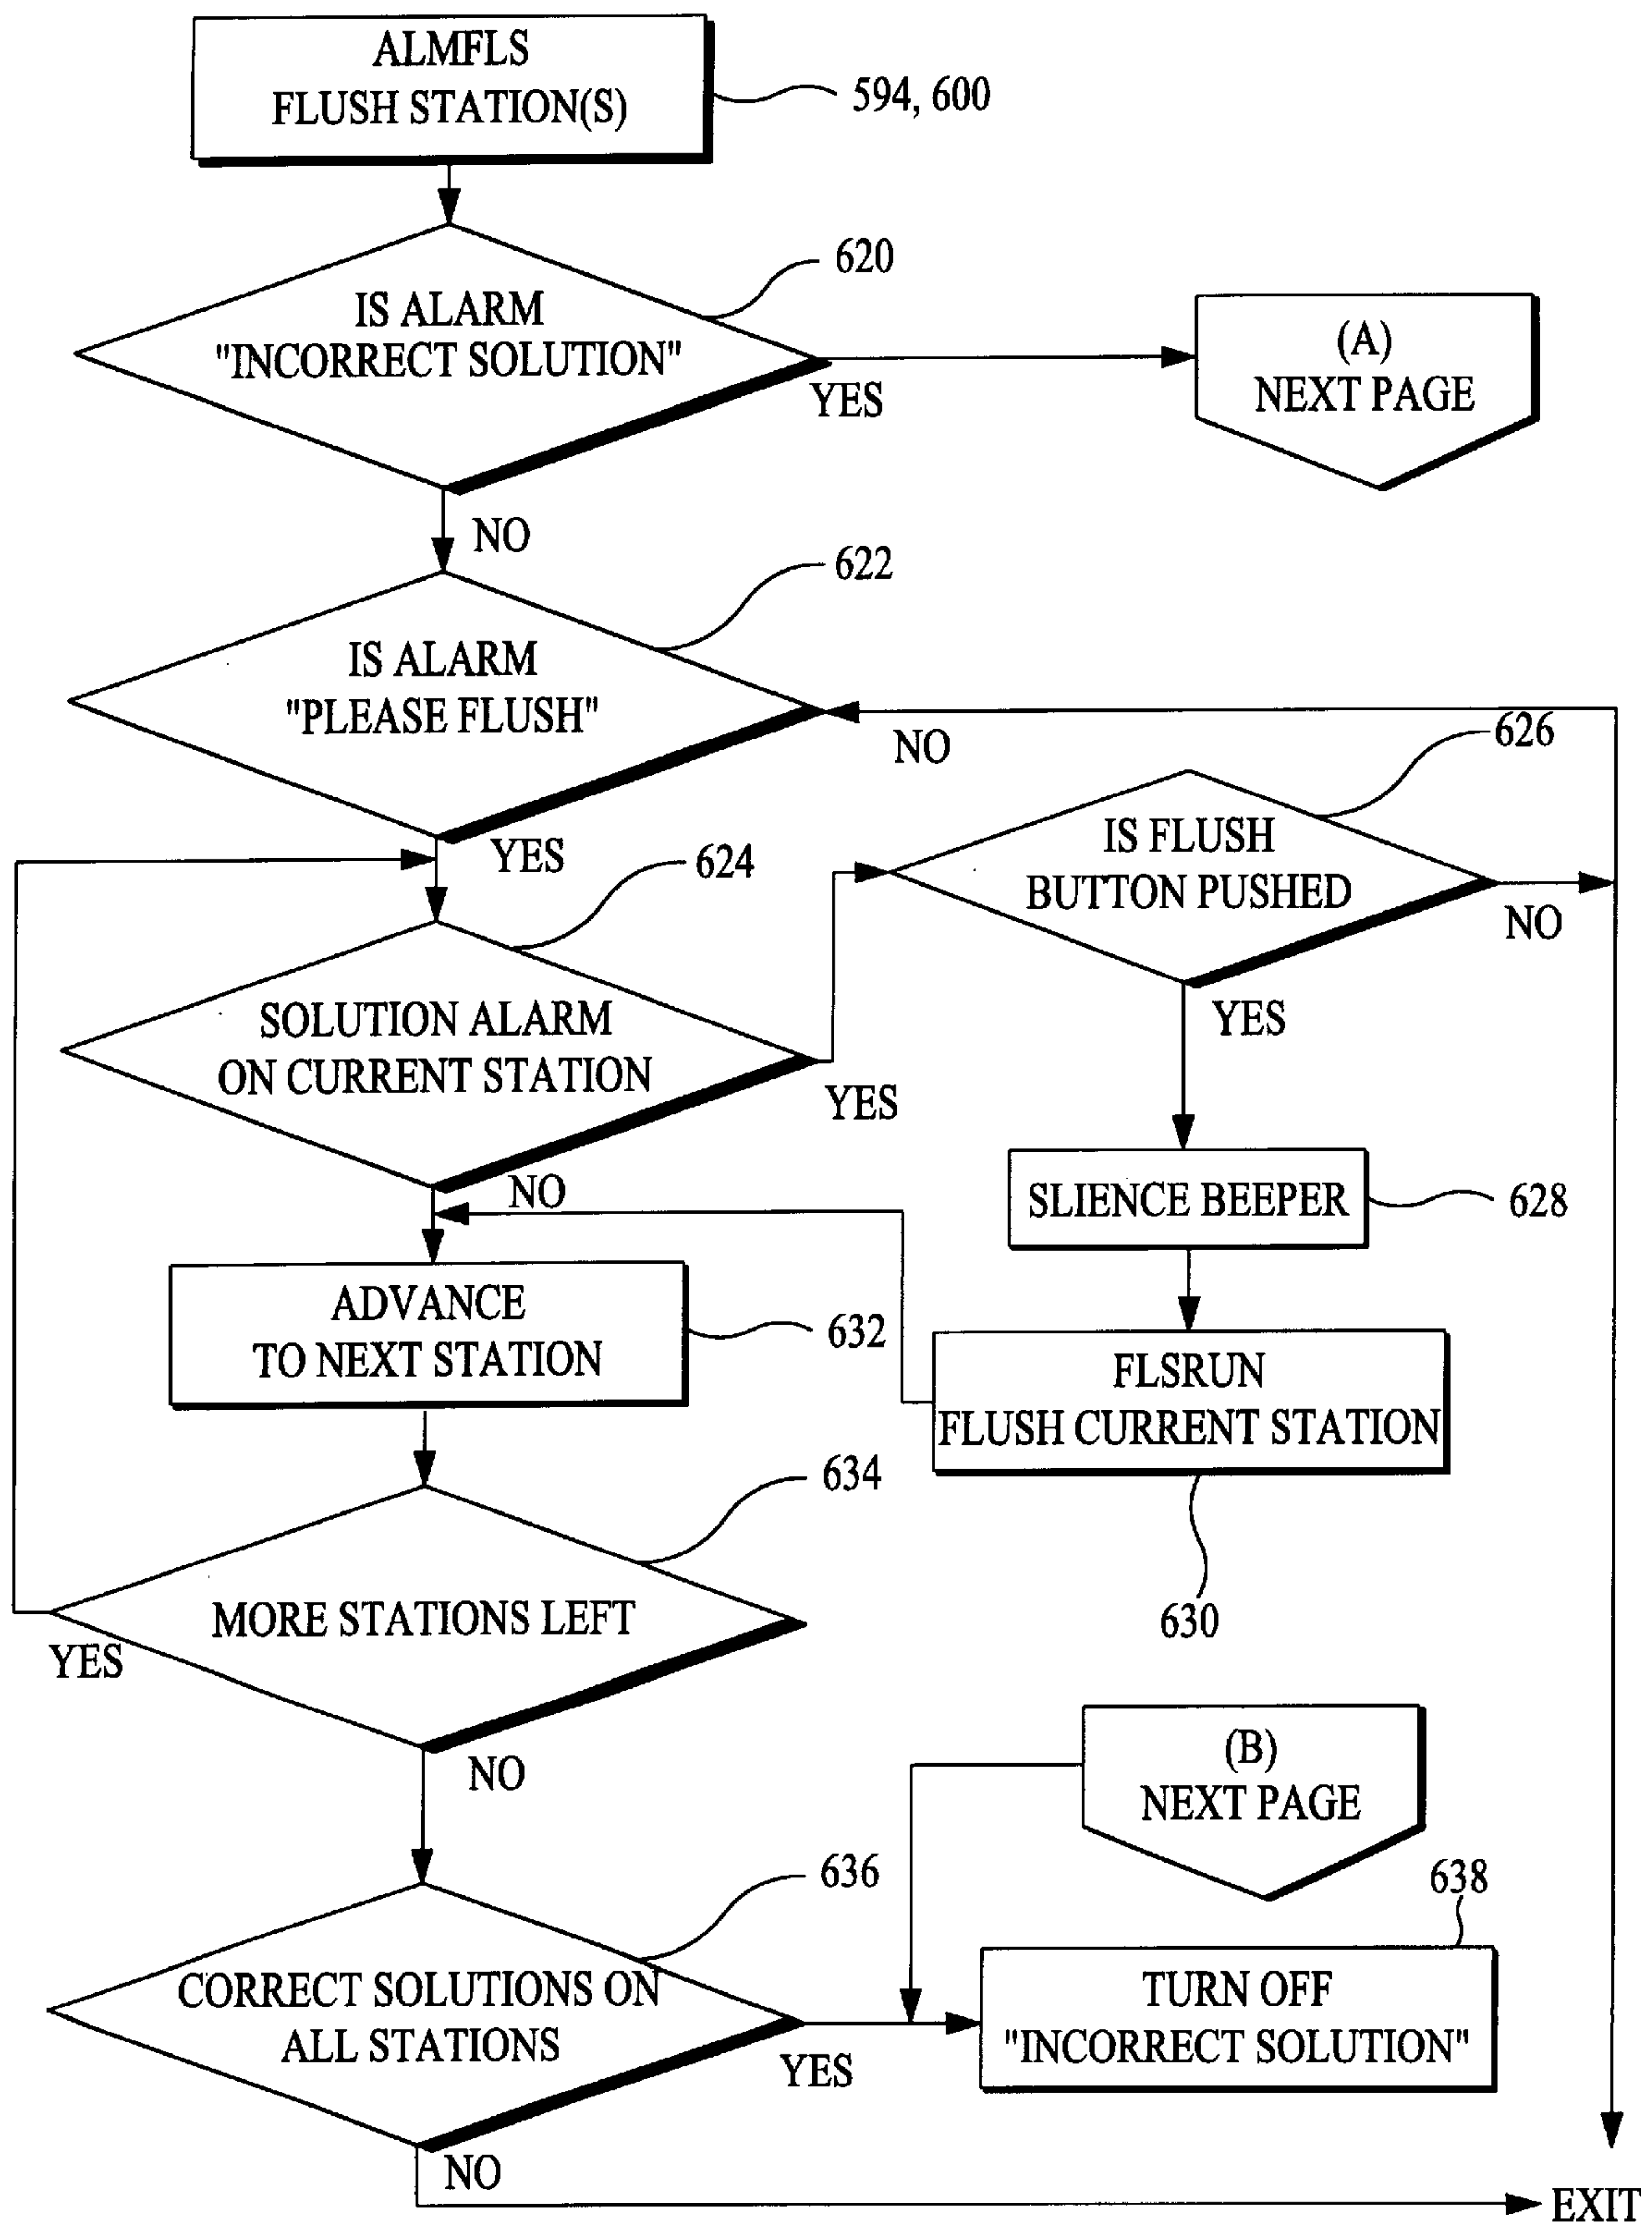 ALMFLS
FLUSH STATION(S)
594, 600
620
IS ALARM
"INCORRECT SOLUTION"
YES
(A)
NEXT PAGE
NO
622
IS ALARM
"PLEASE FLUSH"
NO
626
YES
624
IS FLUSH
BUTTON PUSHED
NO
YES
SOLUTION ALARM
ON CURRENT STATION
YES
NO
SLIENCE BEEPER
628
ADVANCE
TO NEXT STATION
632
FLSRUN
FLUSH CURRENT STATION
630
634
MORE STATIONS LEFT
YES
NO
(B)
NEXT PAGE
636
638
CORRECT SOLUTIONS ON
ALL STATIONS
YES
TURN OFF
"INCORRECT SOLUTION"
NO
EXIT